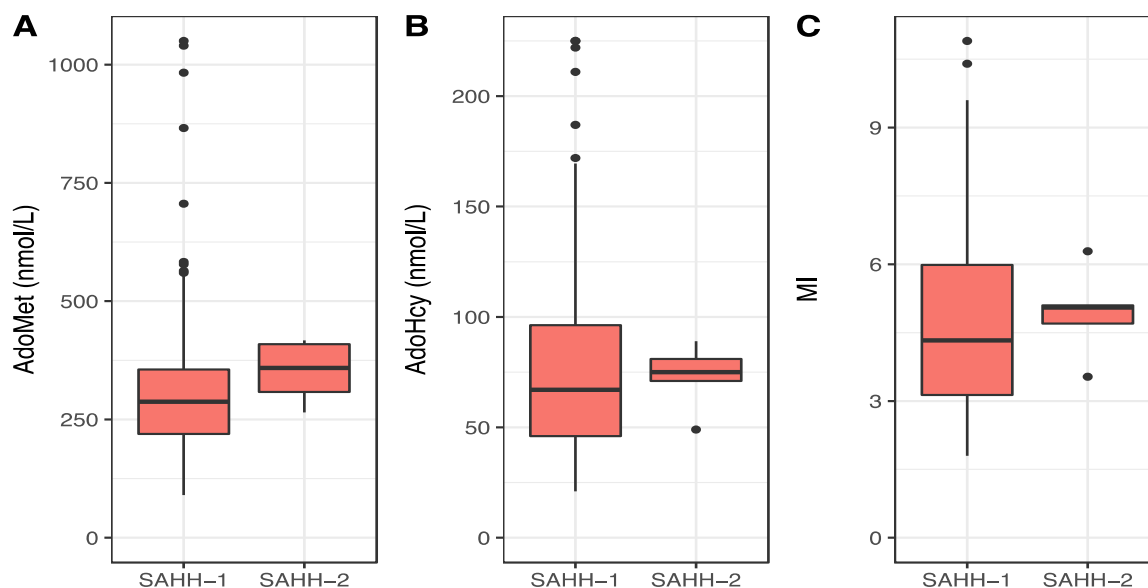 A
AdoMet (nmol/L)
1000
750
500
250
0
SAHH−1 SAHH−2
B
AdoHcy (nmol/L)
200
150
100
50
0
SAHH−1 SAHH−2
C
MI
9
6
3
0
SAHH−1 SAHH−2